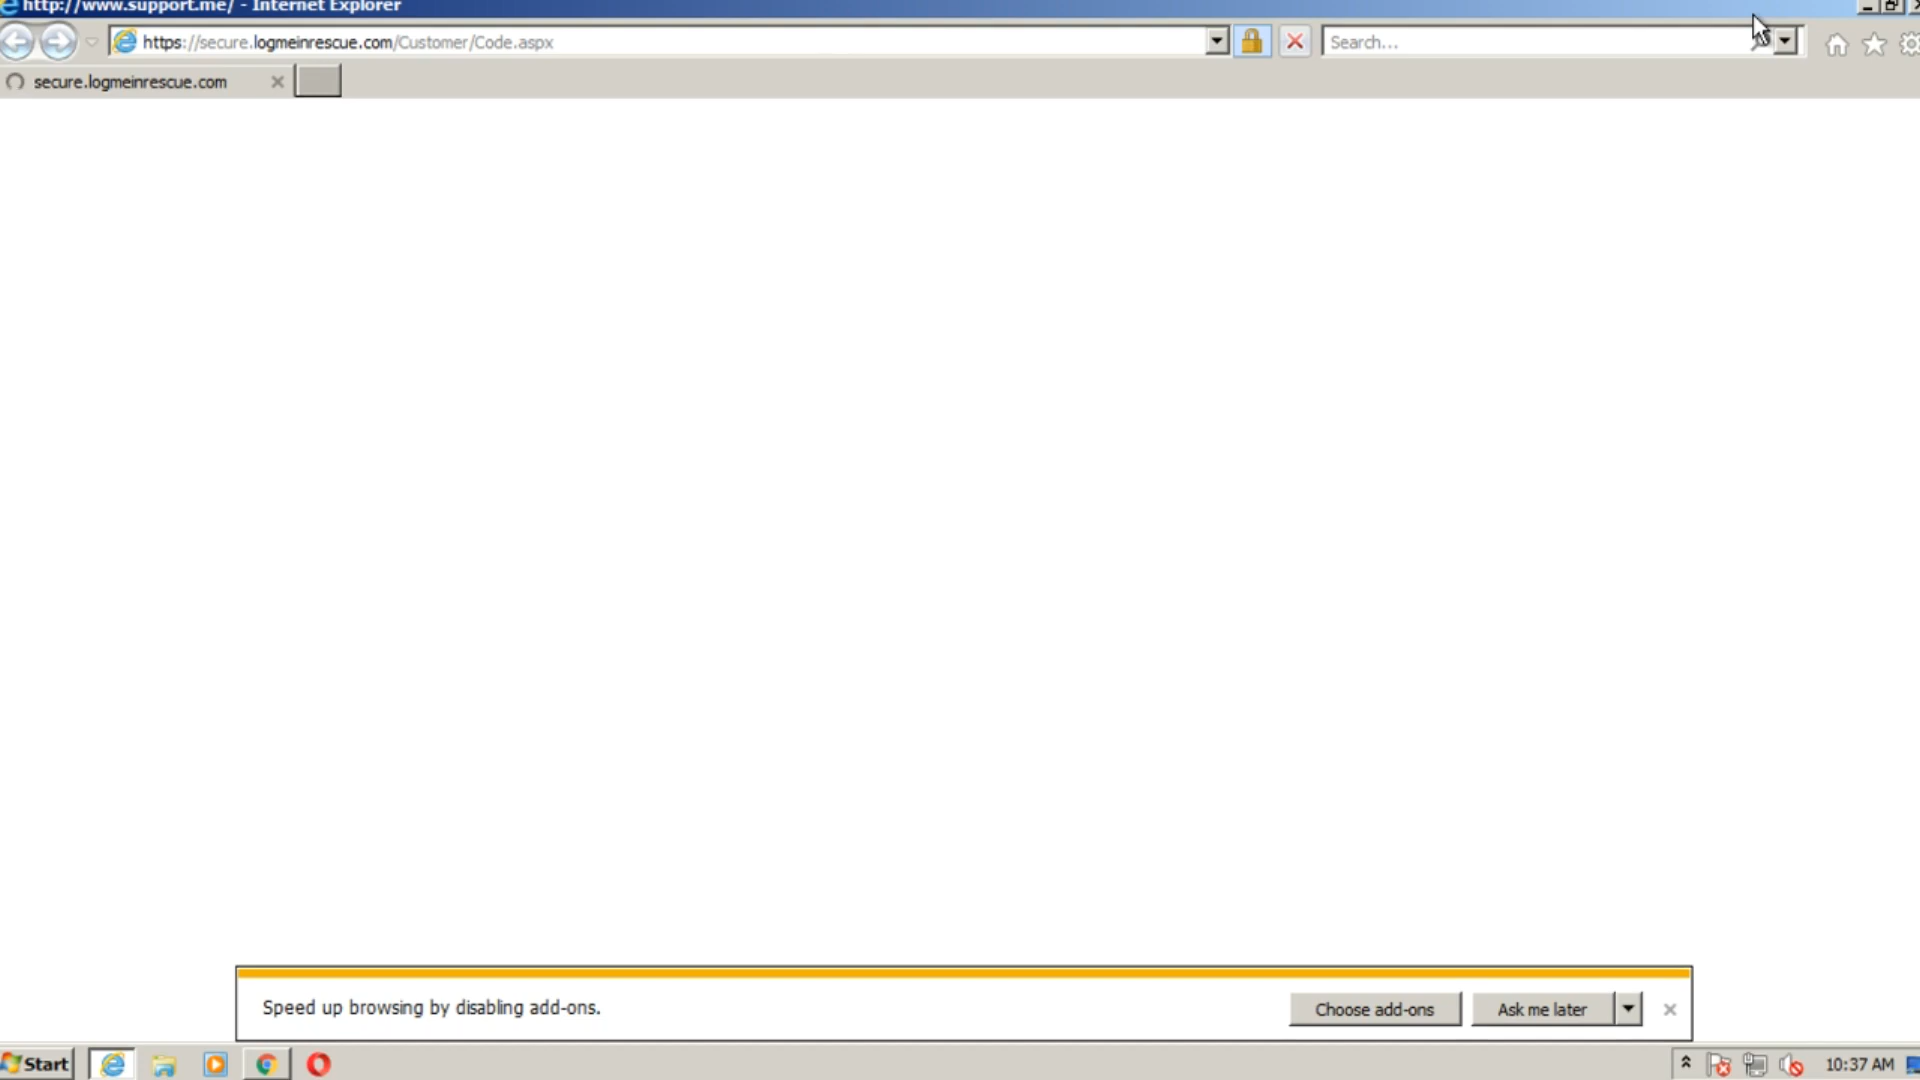 http://www.support.me/ - Internet Explorer
https://secure.logmeinrescue.com/Customer/Code.aspx
Search...
secure.logmeinrescue.com
Speed up browsing by disabling add-ons.
Choose add-ons
Ask me later
Start
10:37 AM